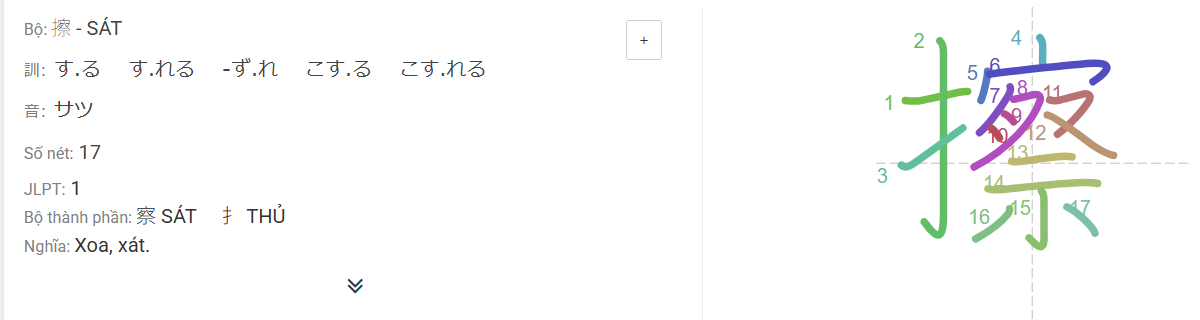 Bộ: 擦 - SÁT
+
訓: す.る す.れる -ず.れ こす.る こす.れる
音: サツ
Số nét: 17
JLPT: 1
Bộ thành phần: 察 SÁT 扌 THỦ
Nghĩa: Xoa, xát.
擦
1
2
3
4
5
6
7
8
9
10
11
12
13
14
15
16
17